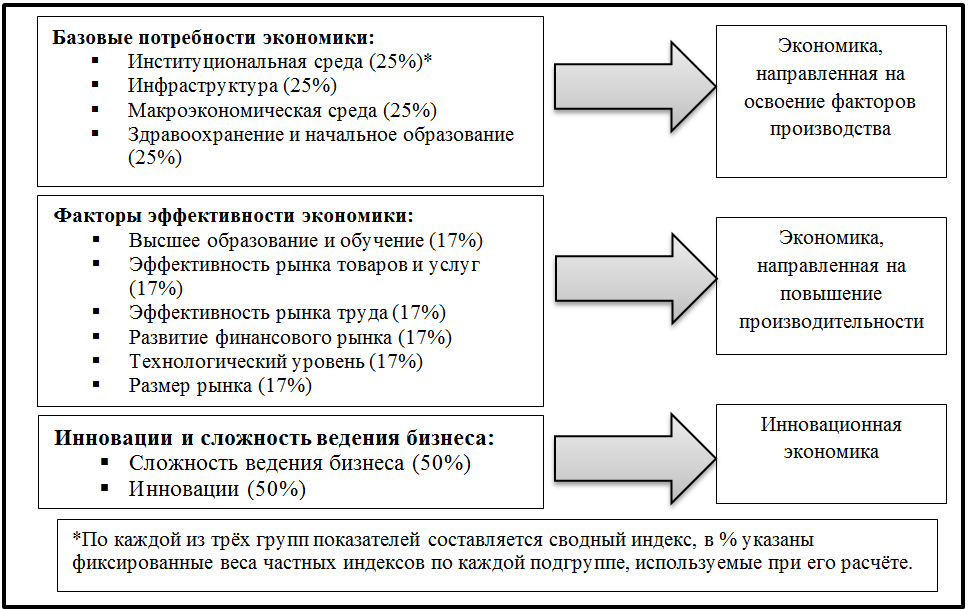 Базовые потребности экономики:
▪ Институциональная среда (25%)*
▪ Инфраструктура (25%)
▪ Макроэкономическая среда (25%)
▪ Здравоохранение и начальное образование
(25%)
Экономика,
направленная на
освоение факторов
производства
Факторы эффективности экономики:
▪ Высшее образование и обучение (17%)
▪ Эффективность рынка товаров и услуг
(17%)
▪ Эффективность рынка труда (17%)
▪ Развитие финансового рынка (17%)
▪ Технологический уровень (17%)
▪ Размер рынка (17%)
Экономика,
направленная на
повышение
производительности
Инновации и сложность ведения бизнеса:
▪ Сложность ведения бизнеса (50%)
▪ Инновации (50%)
Инновационная
экономика
*По каждой из трёх групп показателей составляется сводный индекс, в % указаны
фиксированные веса частных индексов по каждой подгруппе, используемые при его расчёте.